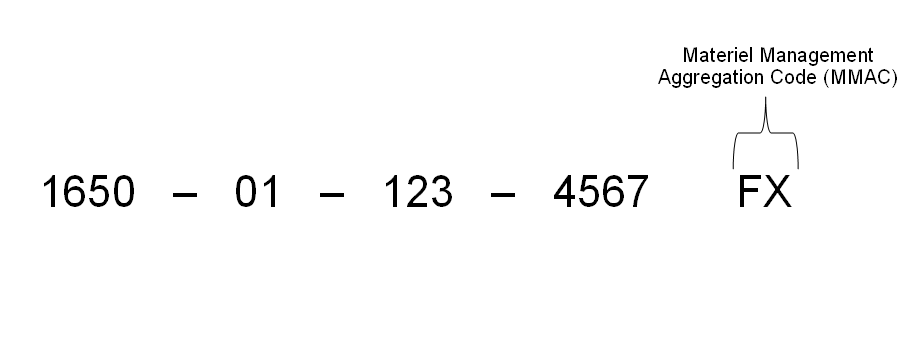 Materiel Management
Aggregation Code (MMAC)
1650 – 01 – 123 – 4567 FX